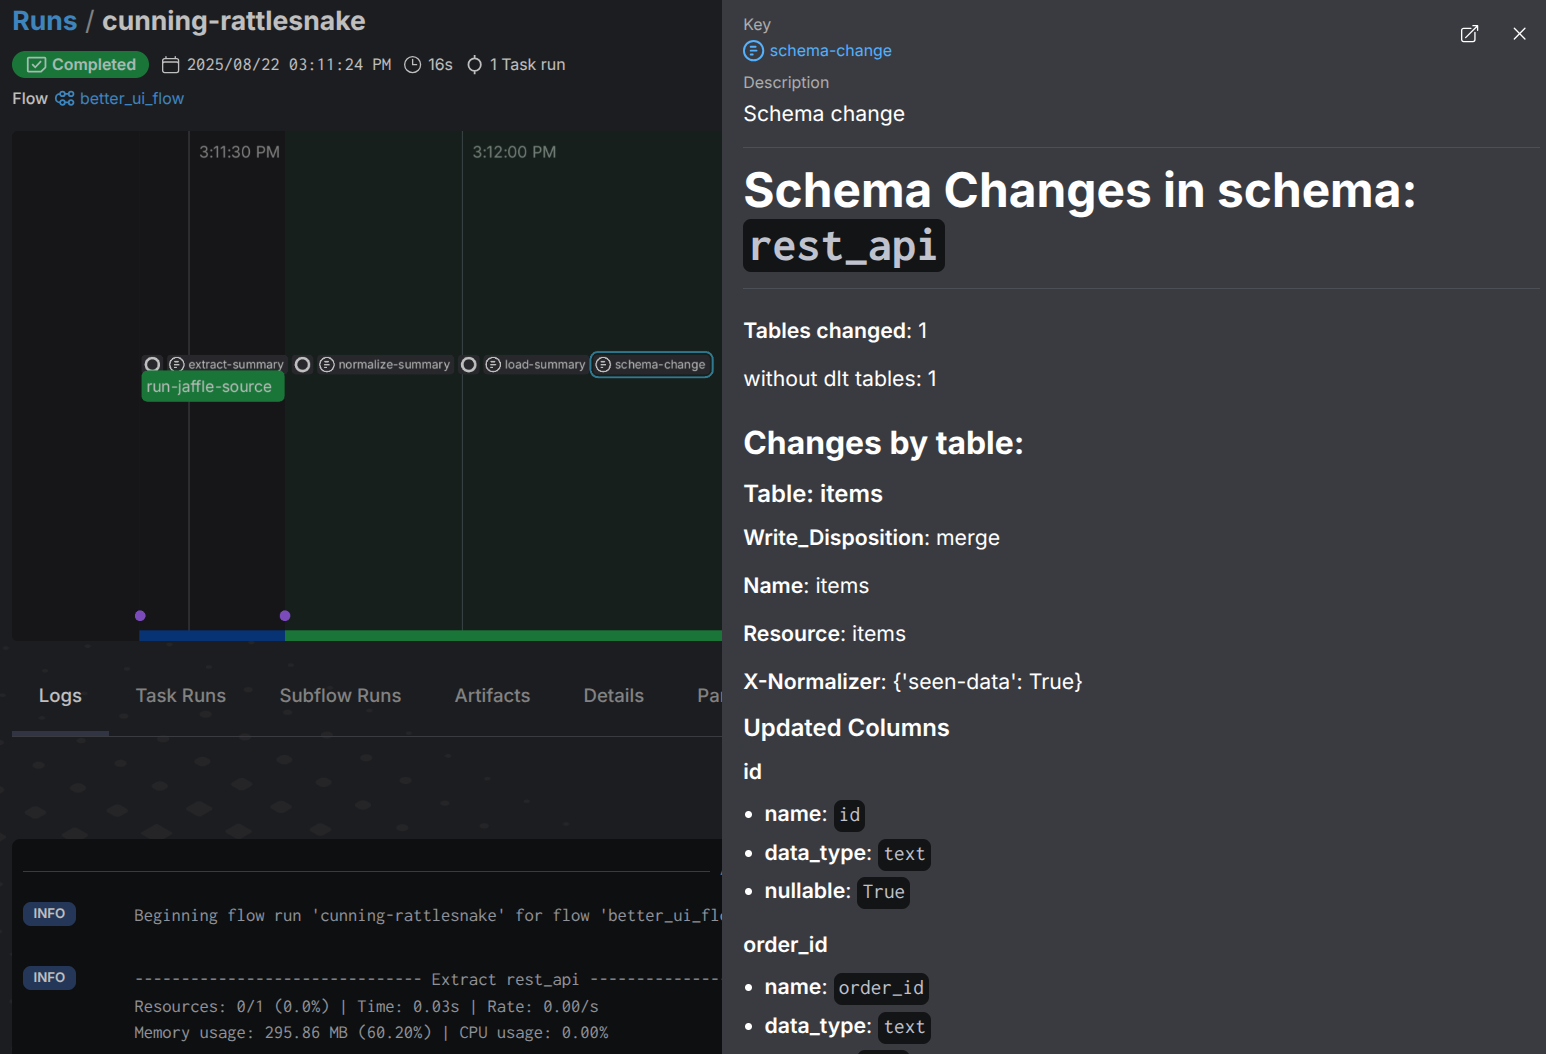 Runs / cunning-rattlesnake
Completed 2025/08/22 03:11:24 PM 16s 1 Task run
Flow better_ui_flow
3:11:30 PM 3:12:00 PM
extract-summary normalize-summary load-summary schema-change
run-jaffle-source
Logs Task Runs Subflow Runs Artifacts Details
INFO Beginning flow run 'cunning-rattlesnake' for flow
INFO ------------------------------- Extract rest_api --------------
Resources: 0/1 (0.0%) | Time: 0.03s | Rate: 0.00/s
Memory usage: 295.86 MB (60.20%) | CPU usage: 0.00%
Key
schema-change
Description
Schema change
Schema Changes in schema:
rest_api
Tables changed: 1
without dlt tables: 1
Changes by table:
Table: items
Write_Disposition: merge
Name: items
Resource: items
X-Normalizer: {'seen-data': True}
Updated Columns
id
• name: id
• data_type: text
• nullable: True
order_id
• name: order_id
• data_type: text